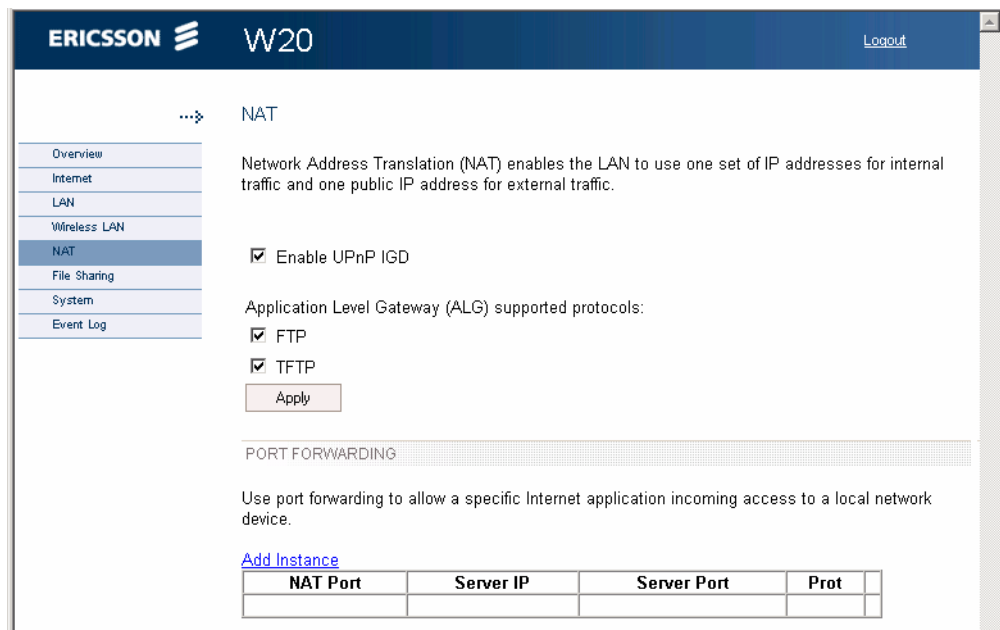 ERICSSON
W20
Logout
NAT
Overview
Internet
LAN
Wireless LAN
NAT
File Sharing
System
Event Log
Network Address Translation (NAT) enables the LAN to use one set of IP addresses for internal
traffic and one public IP address for external traffic.
Enable UPnP IGD
Application Level Gateway (ALG) supported protocols:
FTP
TFTP
Apply
PORT FORWARDING
Use port forwarding to allow a specific Internet application incoming access to a local network
device.
Add Instance
NAT Port Server IP Server Port Prot